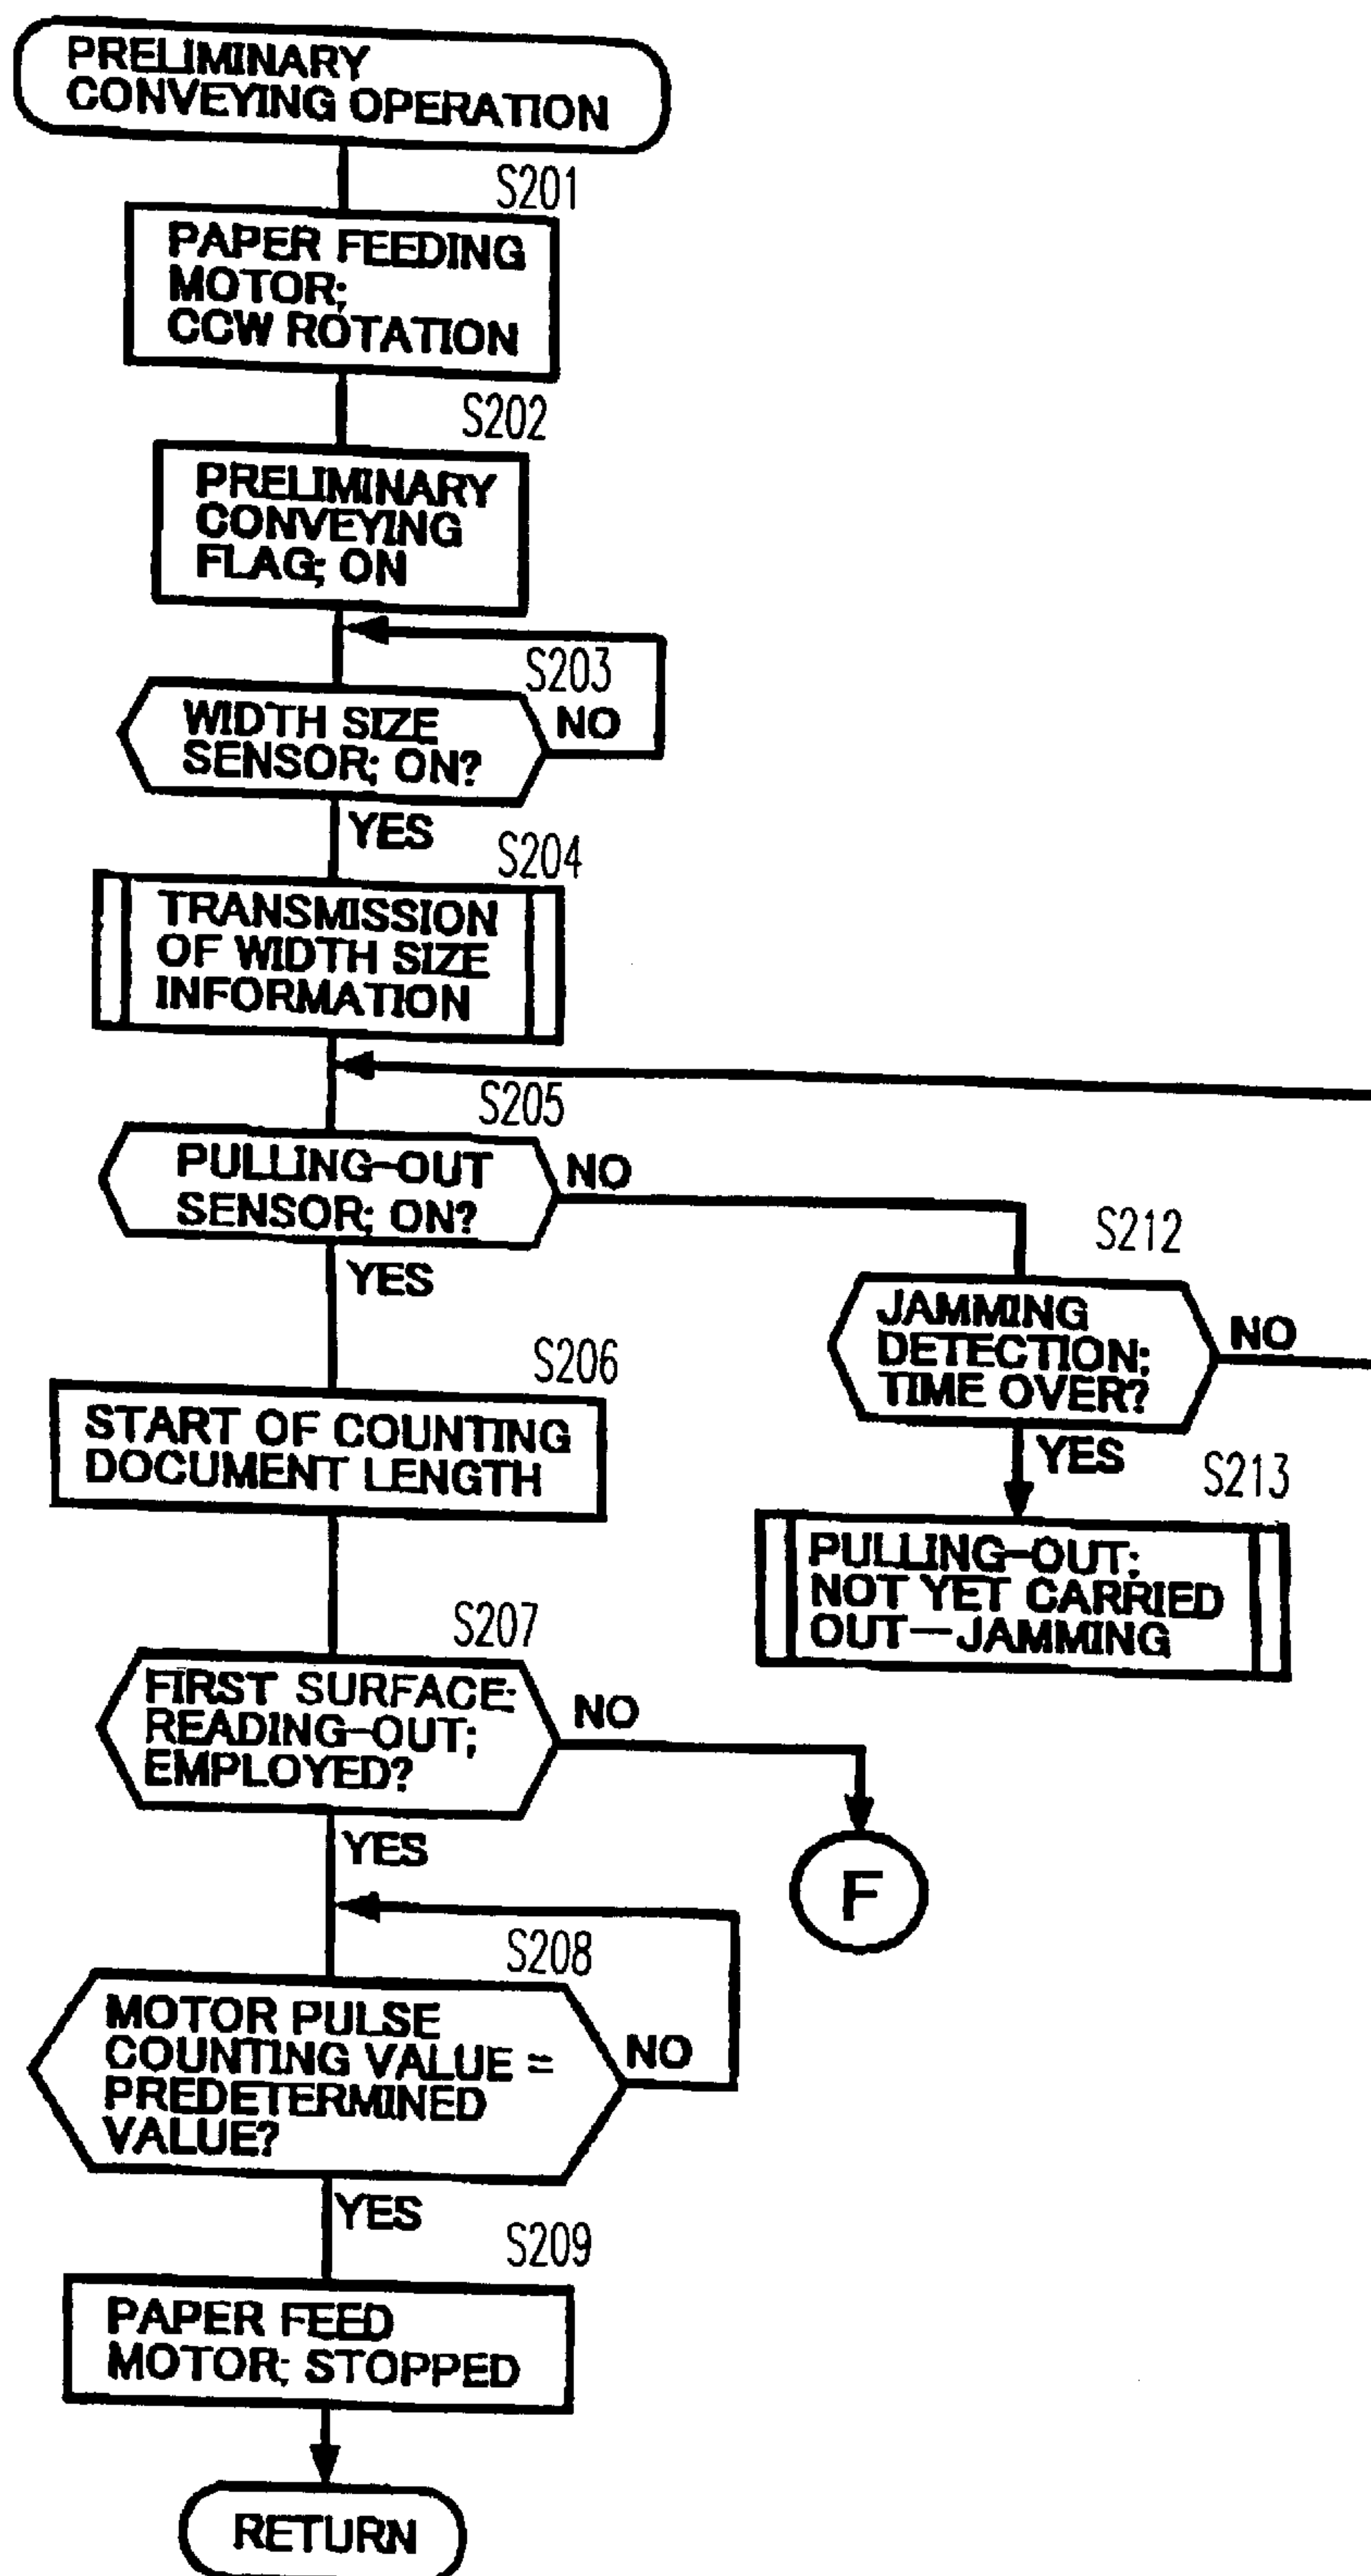 PRELIMINARY
CONVEYING OPERATION
S201
PAPER FEEDING
MOTOR;
CCW ROTATION
S202
PRELIMINARY
CONVEYING
FLAG; ON
S203
WIDTH SIZE
SENSOR; ON?
NO
YES
S204
TRANSMISSION
OF WIDTH SIZE
INFORMATION
S205
PULLING-OUT
SENSOR; ON?
NO
YES
S212
JAMMING
DETECTION;
TIME OVER?
NO
YES
S213
PULLING-OUT;
NOT YET CARRIED
OUT—JAMMING
S206
START OF COUNTING
DOCUMENT LENGTH
S207
FIRST SURFACE-
READING-OUT;
EMPLOYED?
NO
F
YES
S208
MOTOR PULSE
COUNTING VALUE =
PREDETERMINED
VALUE?
NO
YES
S209
PAPER FEED
MOTOR; STOPPED
RETURN